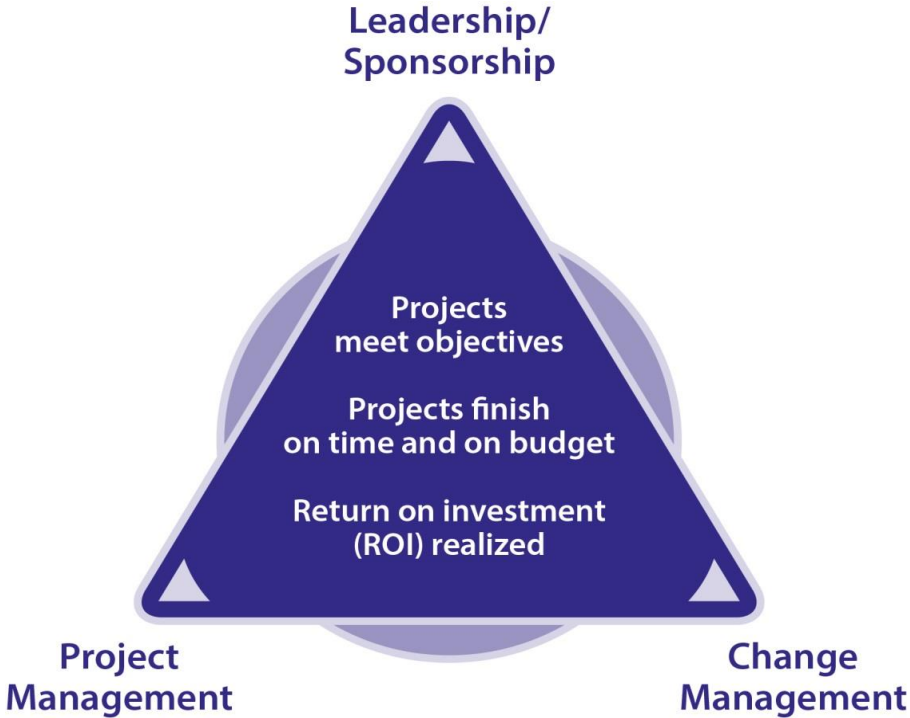 Leadership/
Sponsorship
Projects
meet objectives
Projects finish
on time and on budget
Return on investment
(ROI) realized
Project
Management
Change
Management